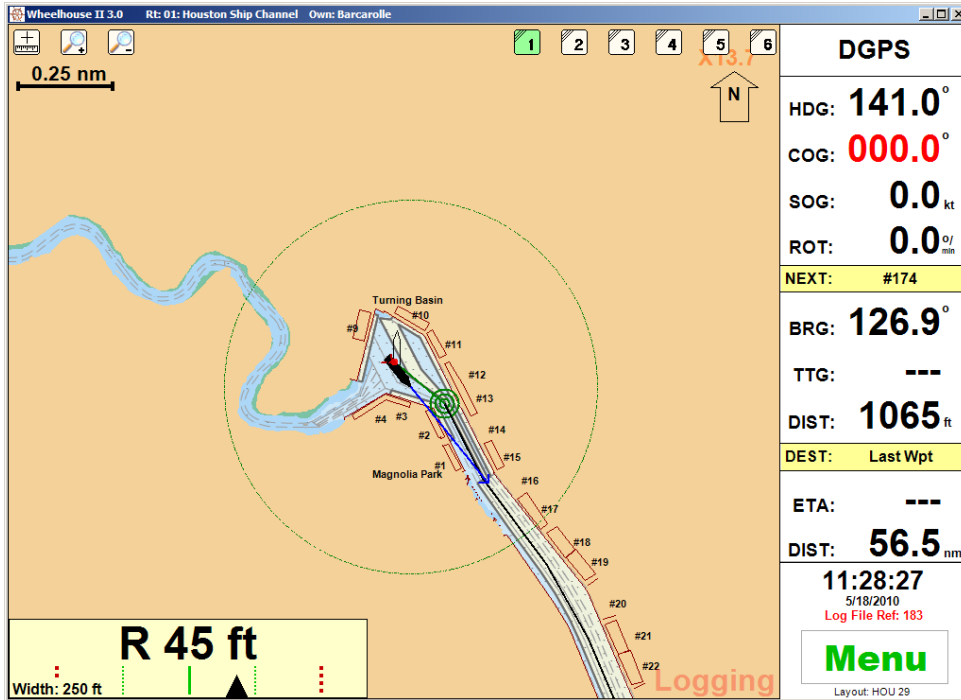 Wheelhouse II 3.0 Rt: 01: Houston Ship Channel Own: Barcarolle
1 2 3 4 5 6
0.25 nm
X13.7
N
DGPS
HDG: 141.0°
COG: 000.0°
SOG: 0.0 kt
ROT: 0.0 °/min
NEXT: #174
BRG: 126.9°
TTG: ---
DIST: 1065 ft
DEST: Last Wpt
ETA: ---
DIST: 56.5 nm
11:28:27
5/18/2010
Log File Ref: 183
Menu
Layout: HOU 29
Turning Basin
#10
#9
#11
#12
#13
#4 #3
#2
#14
#1
#15
Magnolia Park
#16
#17
#18
#19
#20
#21
#22
R 45 ft
Width: 250 ft
Logging